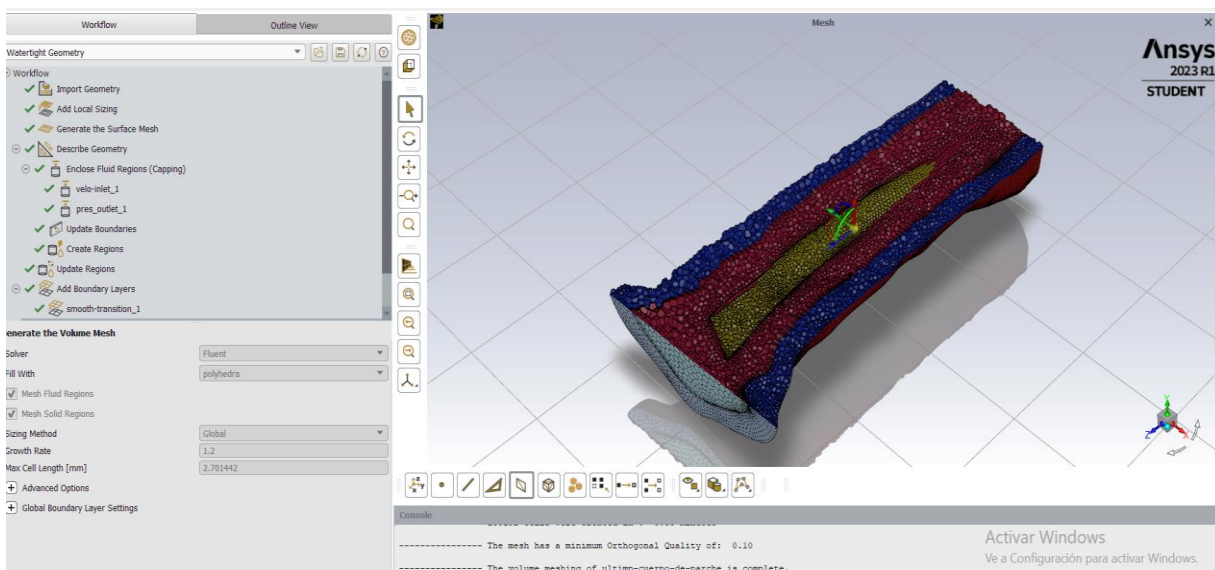 Workflow
Outline View
Watertight Geometry
Workflow
Import Geometry
Add Local Sizing
Generate the Surface Mesh
Describe Geometry
Enclose Fluid Regions (Capping)
velo-inlet_1
pres_outlet_1
Update Boundaries
Create Regions
Update Regions
Add Boundary Layers
smooth-transition_1
enerate the Volume Mesh
Solver Fluent
Fill With polyhedra
Mesh Fluid Regions
Mesh Solid Regions
Sizing Method Global
Growth Rate 1.2
Max Cell Length [mm] 2.701442
Advanced Options
Global Boundary Layer Settings
Mesh
Ansys
2023 R1
STUDENT
Y
Z
X
Console
---------------- The mesh has a minimum Orthogonal Quality of: 0.10
---------------- The volume meshing of ultimp-cuerpo-de-parche is complete.
Activar Windows
Ve a Configuración para activar Windows.